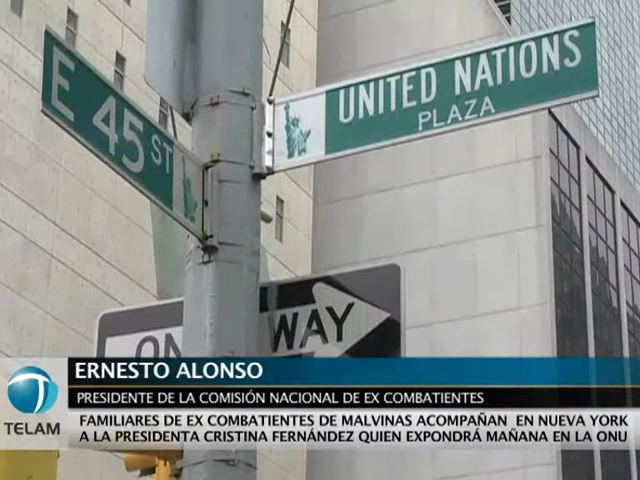 E 45 ST
UNITED NATIONS
PLAZA
ONE WAY
ERNESTO ALONSO
PRESIDENTE DE LA COMISIÓN NACIONAL DE EX COMBATIENTES
TELAM
FAMILIARES DE EX COMBATIENTES DE MALVINAS ACOMPAÑAN EN NUEVA YORK
A LA PRESIDENTA CRISTINA FERNÁNDEZ QUIEN EXPONDRÁ MAÑANA EN LA ONU